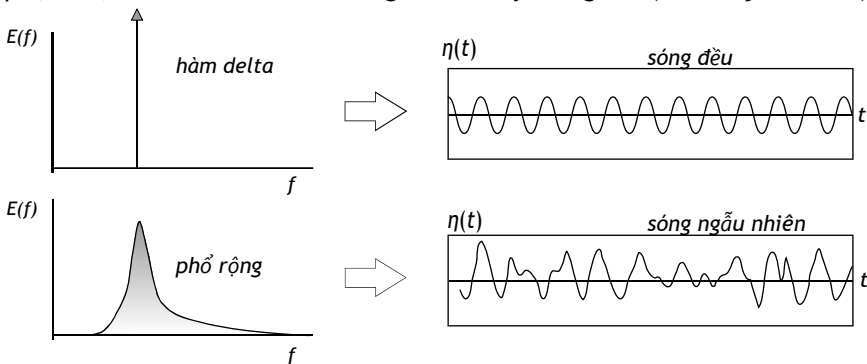 E(f)
hàm delta
f
η(t)
sóng đều
t
E(f)
phổ rộng
f
η(t)
sóng ngẫu nhiên
t